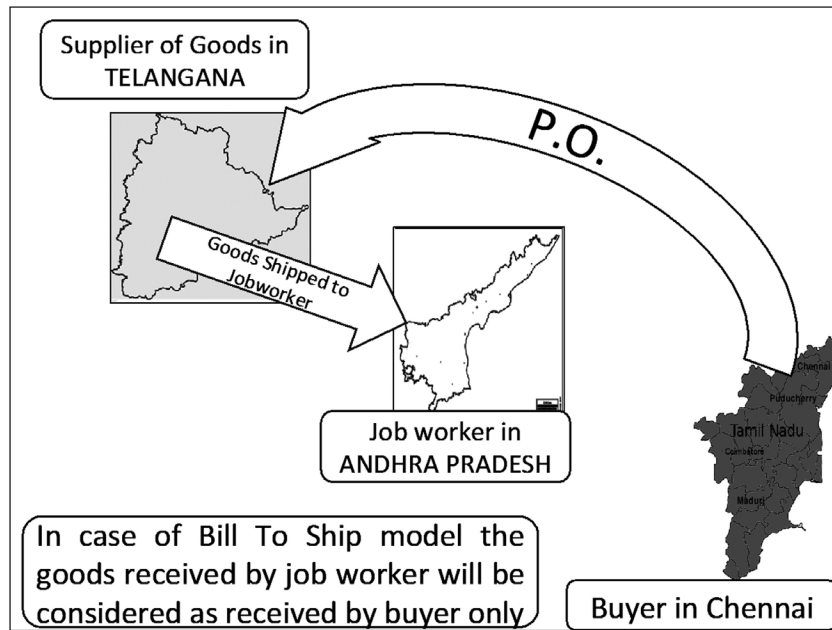 Supplier of Goods in
TELANGANA
P.O.
Goods Shipped to
Jobworker
Job worker in
ANDHRA PRADESH
Chennai
Puducherry
Tamil Nadu
Coimbatore
Maduri
In case of Bill To Ship model the
goods received by job worker will be
considered as received by buyer only
Buyer in Chennai